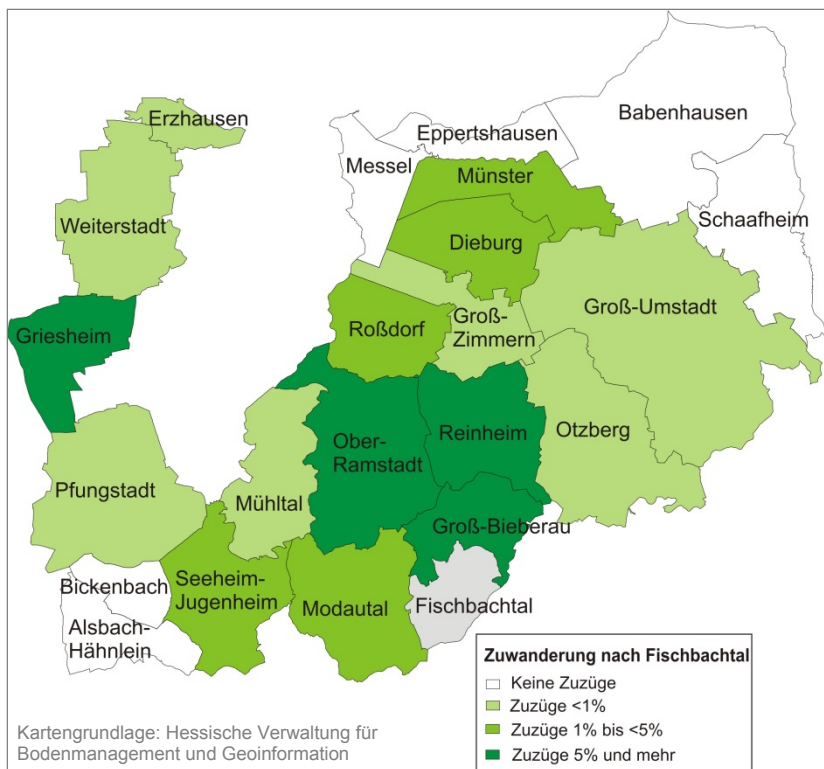 Erzhausen
Babenhausen
Eppertshausen
Messel
Münster
Schaafheim
Weiterstadt
Dieburg
Groß-Umstadt
Griesheim
Roßdorf
Groß-
Zimmern
Ober-
Ramstadt
Reinheim
Otzberg
Pfungstadt
Mühltal
Groß-Bieberau
Bickenbach
Seeheim-
Jugenheim
Modautal
Fischbachtal
Alsbach-
Hähnlein
Zuwanderung nach Fischbachtal
Keine Zuzüge
Zuzüge <1%
Zuzüge 1% bis <5%
Zuzüge 5% und mehr
Kartengrundlage: Hessische Verwaltung für
Bodenmanagement und Geoinformation